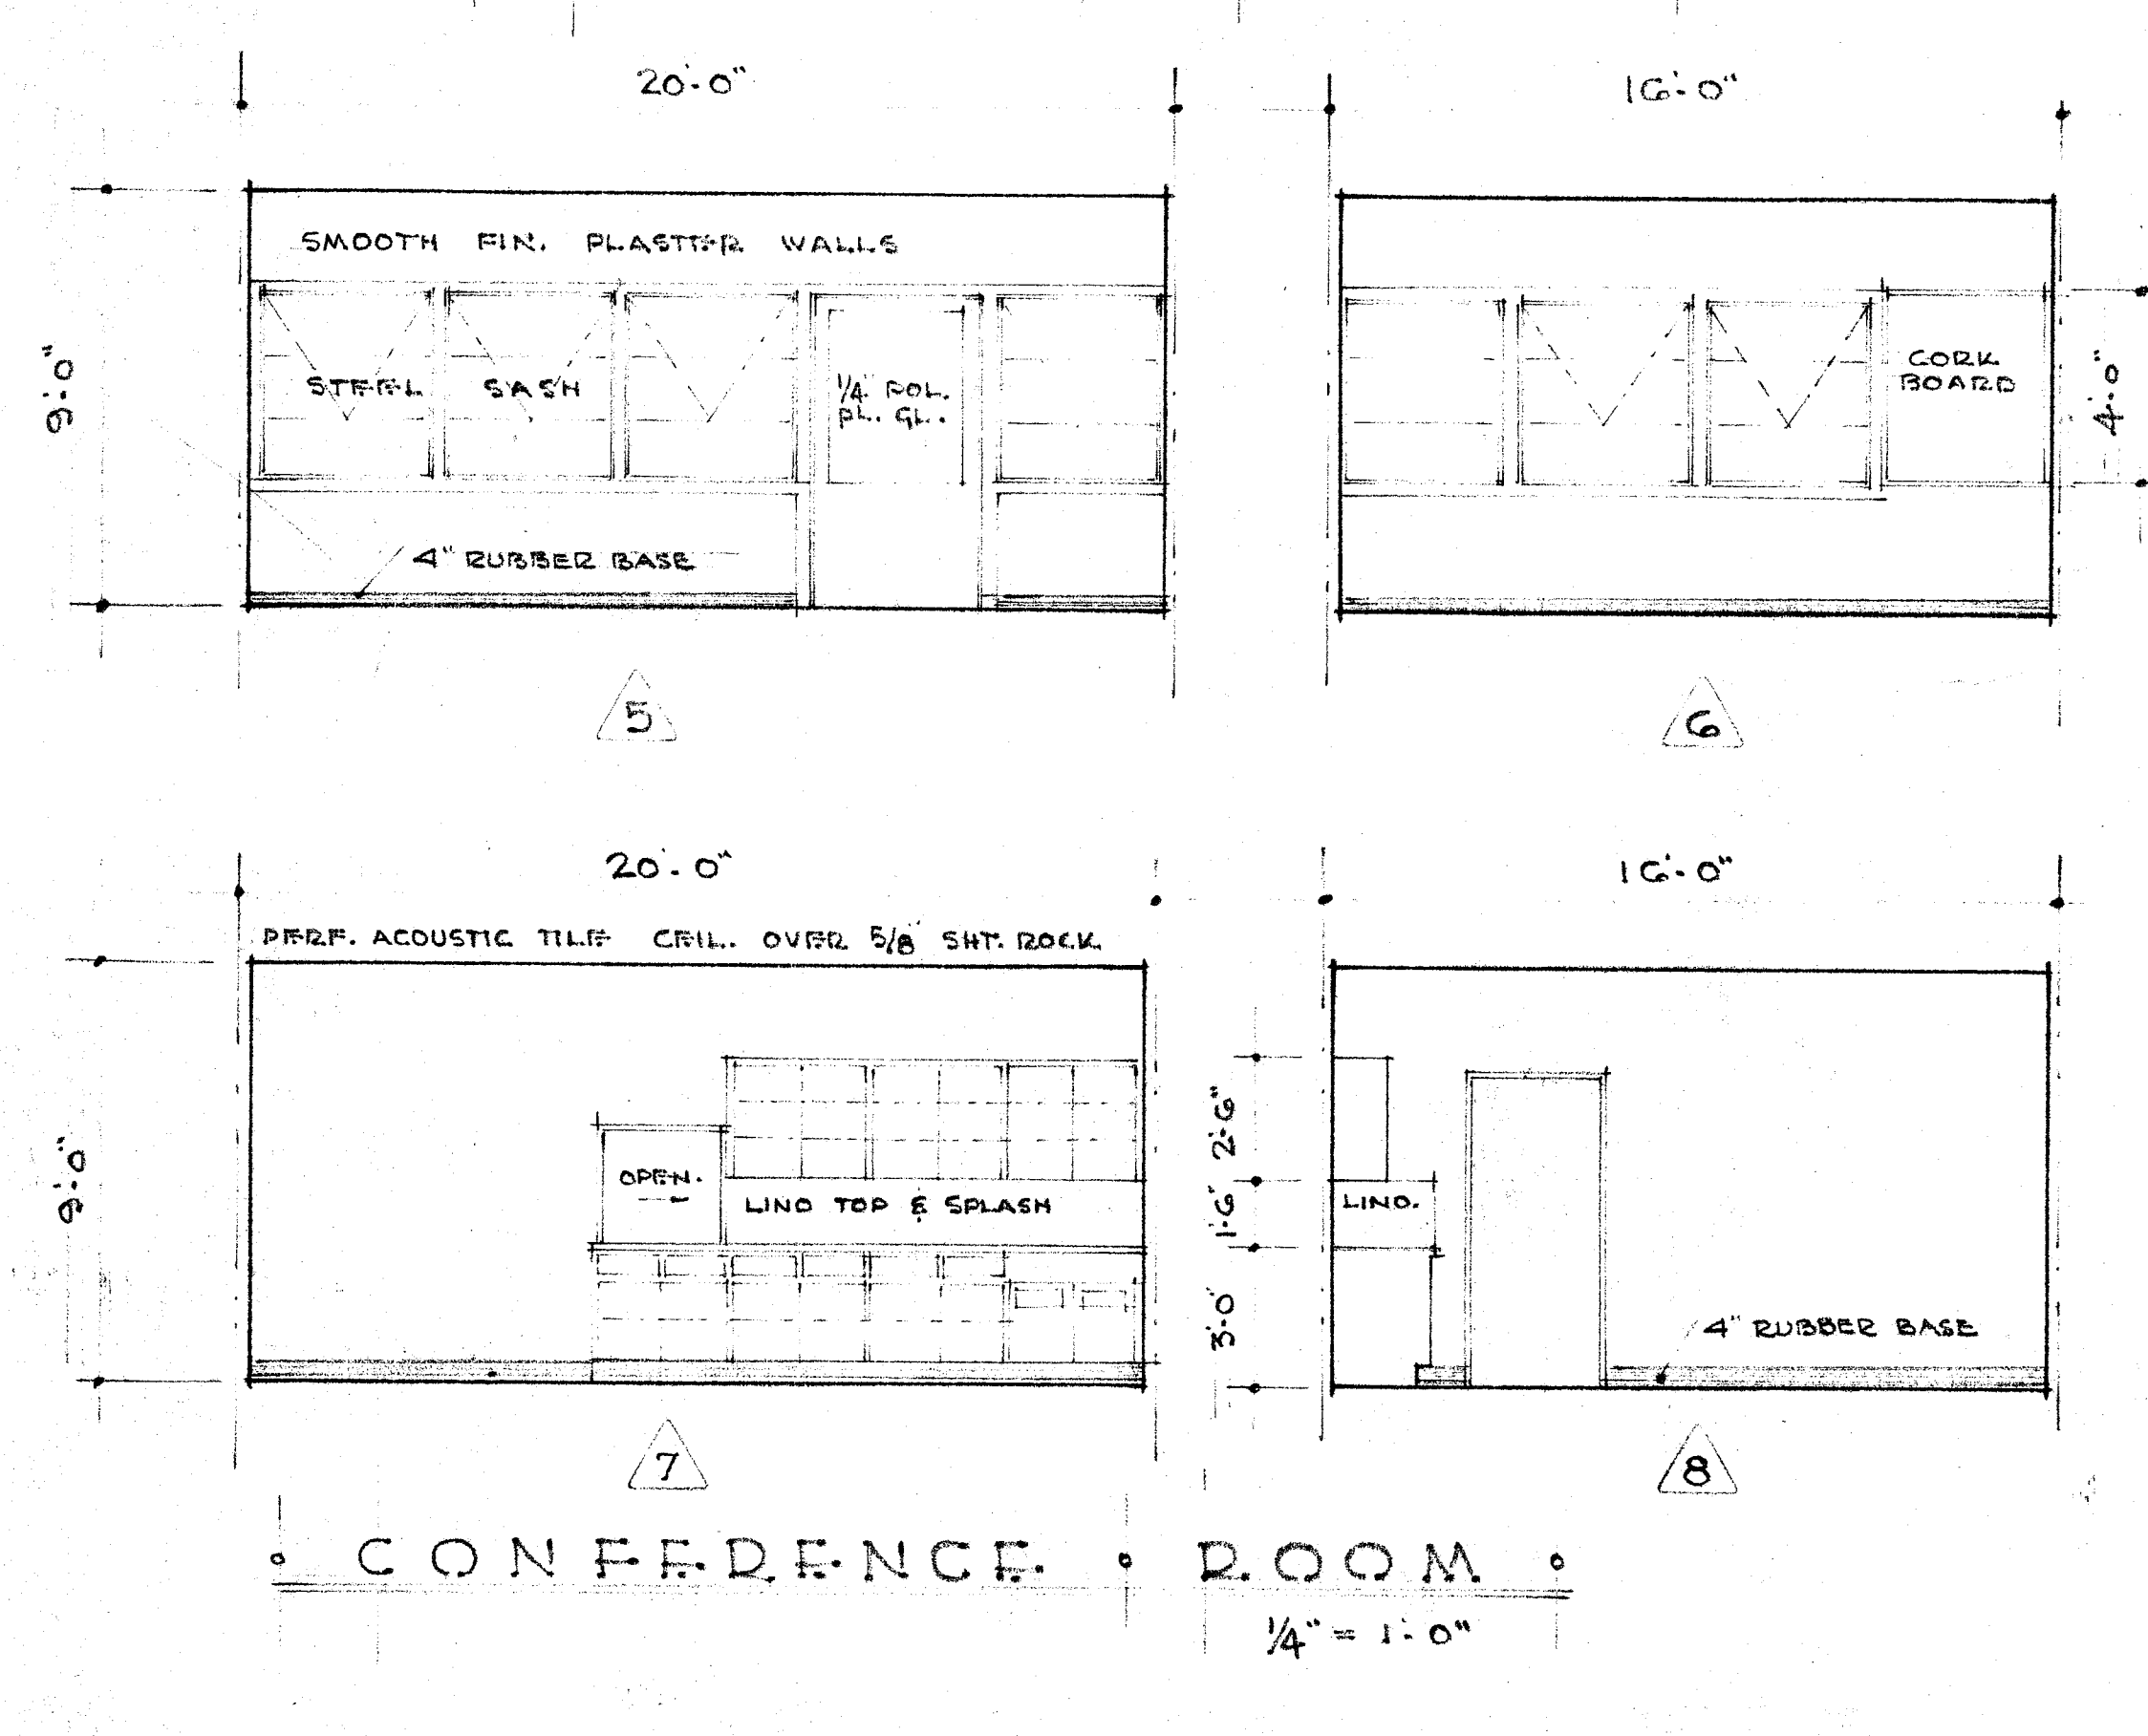 20'-0"
16'-0"
SMOOTH FIN. PLASTER WALLS
9'-0"
STEEL SASH
1/4" POL.
PL. GL.
CORK
BOARD
4'-0"
4" RUBBER BASE
5
6
20'-0"
16'-0"
PERF. ACOUSTIC TILE CEIL. OVER 5/8" SHT. ROCK
9'-0"
OPEN.
LINO TOP & SPLASH
2'-6"
1'-6"
3'-0"
LINO.
4" RUBBER BASE
7
8
CONFERENCE ROOM
1/4" = 1'-0"